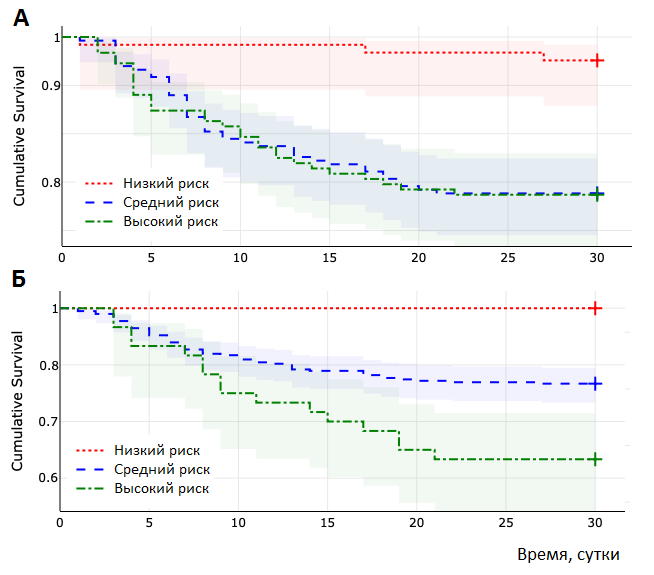 А
Cumulative Survival
1
0.9
0.8
Низкий риск
Средний риск
Высокий риск
0 5 10 15 20 25 30
Б
Cumulative Survival
1
0.8
0.7
0.6
Низкий риск
Средний риск
Высокий риск
0 5 10 15 20 25 30
Время, сутки